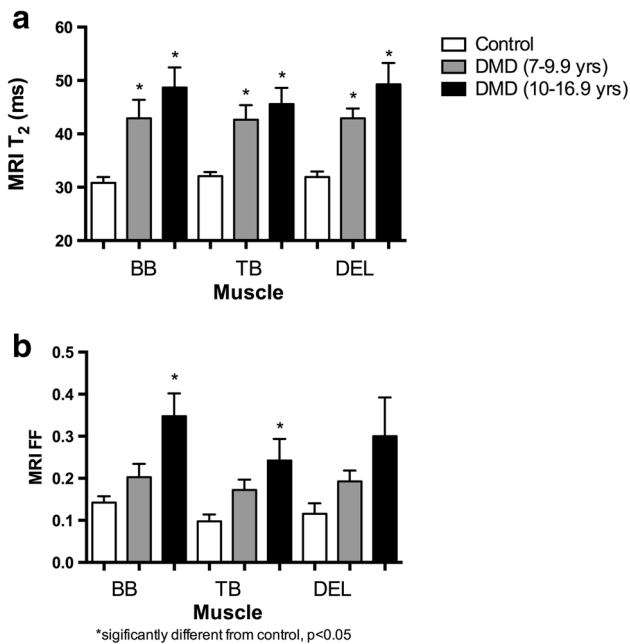 a
MRI T2 (ms)
60
50
40
30
20
* * * * * *
BB TB DEL
Muscle
Control
DMD (7-9.9 yrs)
DMD (10-16.9 yrs)
b
MRI FF
0.5
0.4
0.3
0.2
0.1
0.0
* *
BB TB DEL
Muscle
*sigificantly different from control, p<0.05